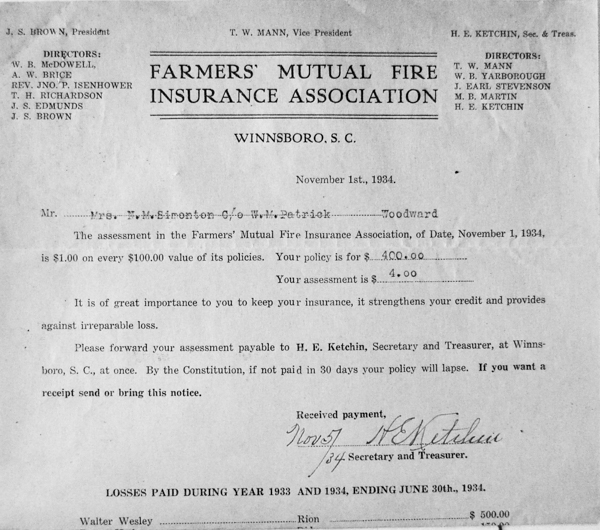 J. S. BROWN, President T. W. MANN, Vice President H. E. KETCHIN, Sec. & Treas.
DIRECTORS:
W. B. McDOWELL,
A. W. BRICE
REV. JNO. P. ISENHOWER
T. H. RICHARDSON
J. S. EDMUNDS
J. S. BROWN
FARMERS' MUTUAL FIRE
INSURANCE ASSOCIATION
DIRECTORS:
T. W. MANN
W. B. YARBOROUGH
J. EARL STEVENSON
M. B. MARTIN
H. E. KETCHIN
WINNSBORO, S. C.
November 1st., 1934.
Mr. Mrs. N.M.Simonton C/o W.M.Patrick Woodward
The assessment in the Farmers' Mutual Fire Insurance Association, of Date, November 1, 1934,
is $1.00 on every $100.00 value of its policies. Your policy is for $ 400.00
Your assessment is $ 4.00
It is of great importance to you to keep your insurance, it strengthens your credit and provides
against irreparable loss.
Please forward your assessment payable to H. E. Ketchin, Secretary and Treasurer, at Winns-
boro, S. C., at once. By the Constitution, if not paid in 30 days your policy will lapse. If you want a
receipt send or bring this notice.
Received payment,
Nov 5/ H E Ketchin
/34 Secretary and Treasurer.
LOSSES PAID DURING YEAR 1933 AND 1934, ENDING JUNE 30th., 1934.
Walter Wesley Rion $ 500.00